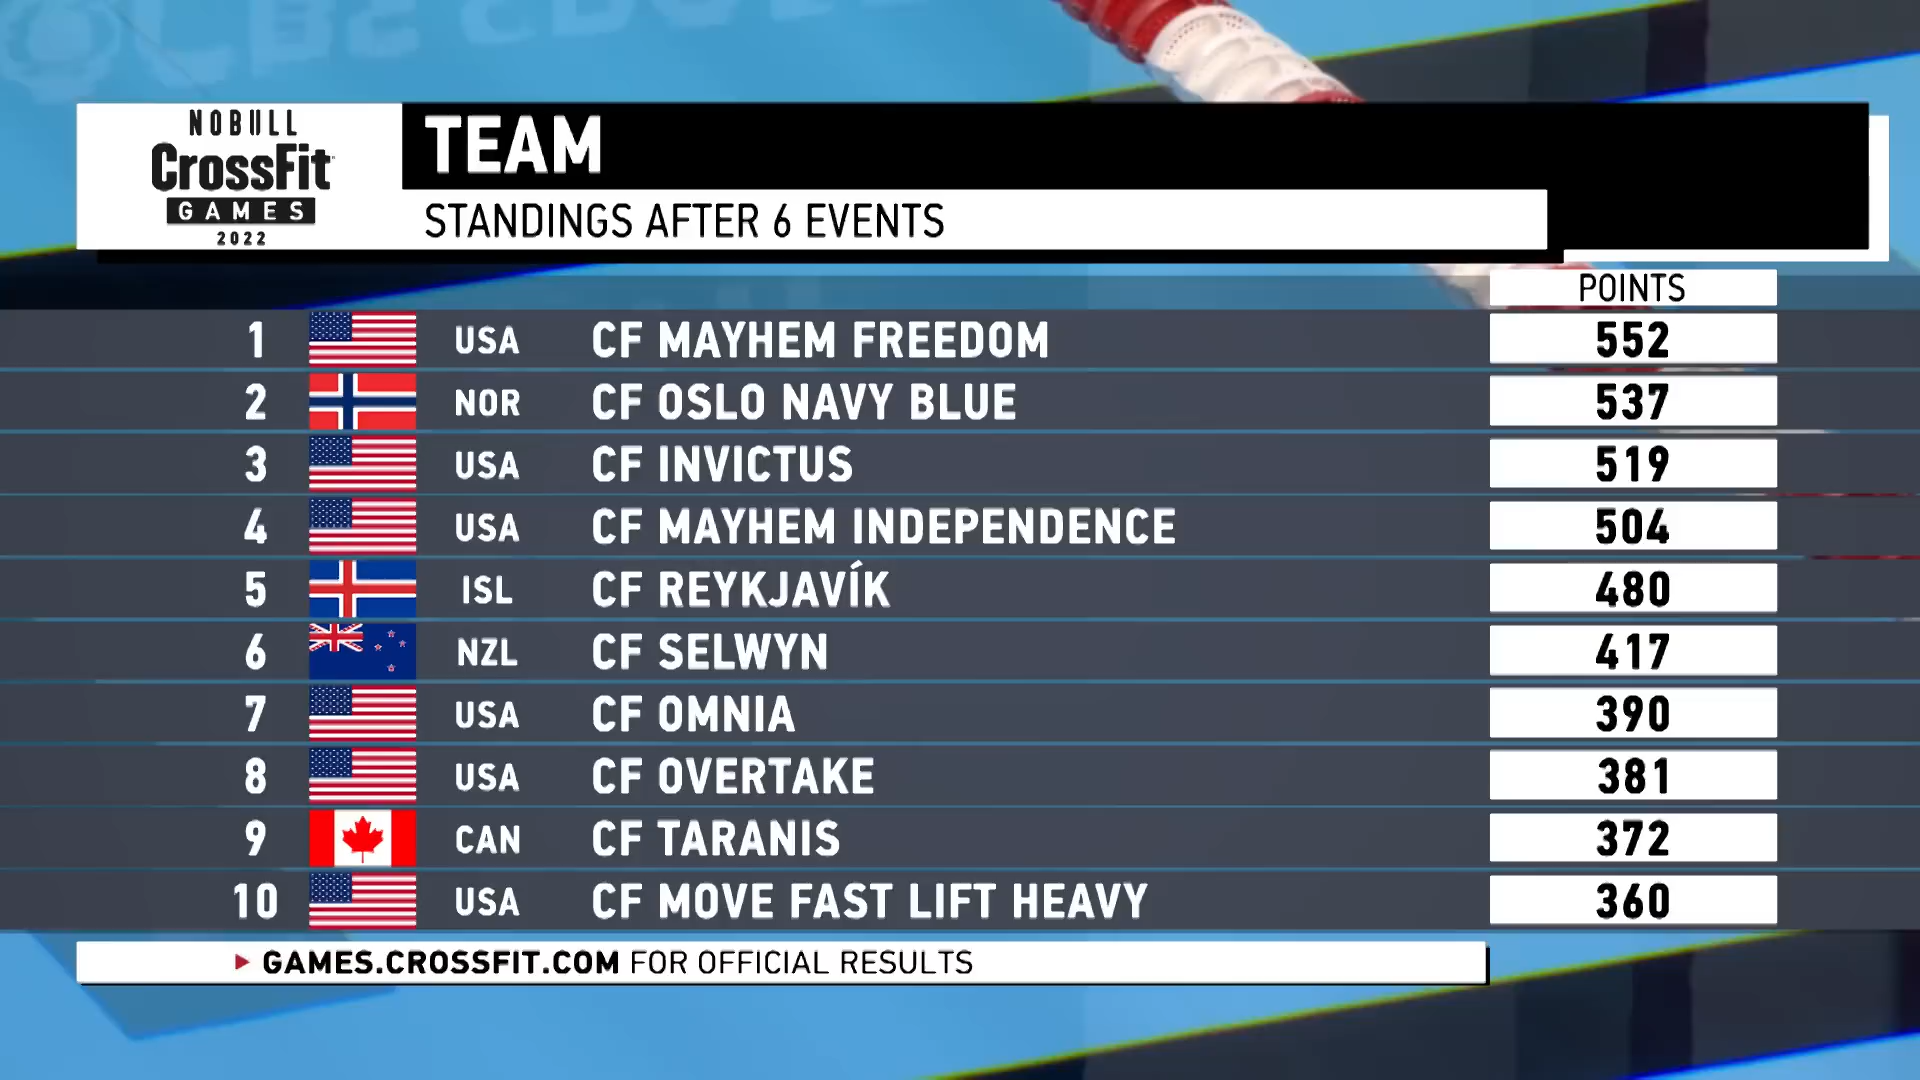 NOBULL
CrossFit
GAMES
2022
TEAM
STANDINGS AFTER 6 EVENTS
POINTS
1 USA CF MAYHEM FREEDOM 552
2 NOR CF OSLO NAVY BLUE 537
3 USA CF INVICTUS 519
4 USA CF MAYHEM INDEPENDENCE 504
5 ISL CF REYKJAVÍK 480
6 NZL CF SELWYN 417
7 USA CF OMNIA 390
8 USA CF OVERTAKE 381
9 CAN CF TARANIS 372
10 USA CF MOVE FAST LIFT HEAVY 360
GAMES.CROSSFIT.COM FOR OFFICIAL RESULTS